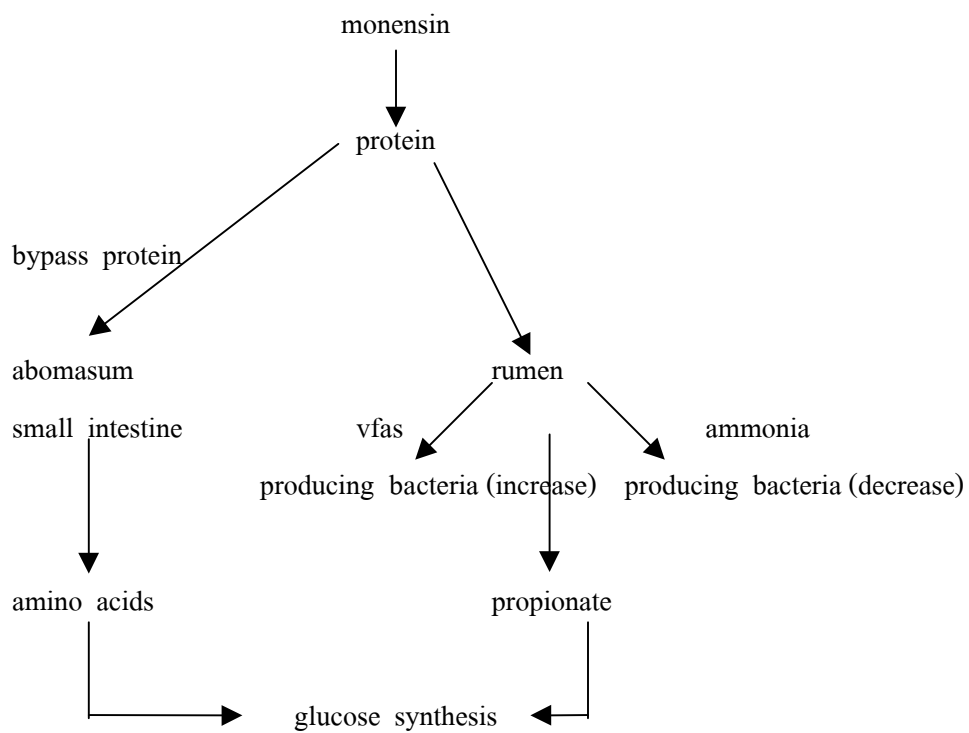 monensin
protein
bypass protein
abomasum
rumen
small intestine
vfas
ammonia
producing bacteria (increase)
producing bacteria (decrease)
amino acids
propionate
glucose synthesis